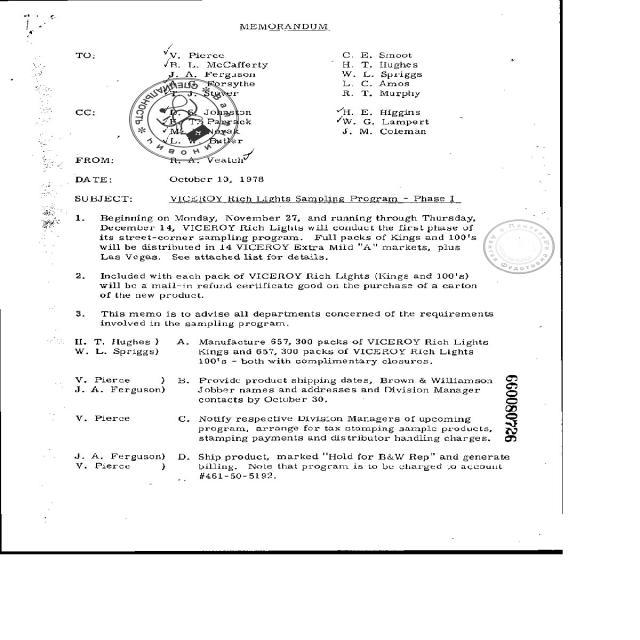 MEMORANDUM
TO: V. Pierce C. E. Smoot
R. L. McCafferty H. T. Hughes
J. A. Ferguson W. L. Spriggs
Forsythe L. C. Amos
T. J. R. T. Murphy
CC: Johnston H. E. Higgins
W. G. Lampert
Novak J. M. Coleman
L. Butler
СПЕЦИАЛЬНОСТЬ
FROM: R. A. Veatch
DATE: October 10, 1978
SUBJECT: VICEROY Rich Lights Sampling Program - Phase I
1. Beginning on Monday, November 27, and running through Thursday,
December 14, VICEROY Rich Lights will conduct the first phase of
its street-corner sampling program. Full packs of Kings and 100's
will be distributed in 14 VICEROY Extra Mild "A" markets, plus
Las Vegas. See attached list for details.
2. Included with each pack of VICEROY Rich Lights (Kings and 100's)
will be a mail-in refund certificate good on the purchase of a carton
of the new product.
3. This memo is to advise all departments concerned of the requirements
involved in the sampling program.
H. T. Hughes ) A. Manufacture 657, 300 packs of VICEROY Rich Lights
W. L. Spriggs) Kings and 657, 300 packs of VICEROY Rich Lights
100's - both with complimentary closures.
V. Pierce ) B. Provide product shipping dates, Brown & Williamson
J. A. Ferguson) Jobber names and addresses and Division Manager
contacts by October 30.
V. Pierce C. Notify respective Division Managers of upcoming
program, arrange for tax stamping sample products,
stamping payments and distributor handling charges.
J. A. Ferguson) D. Ship product, marked "Hold for B&W Rep" and generate
V. Pierce ) billing. Note that program is to be charged to account
#461-50-5192.
660080726